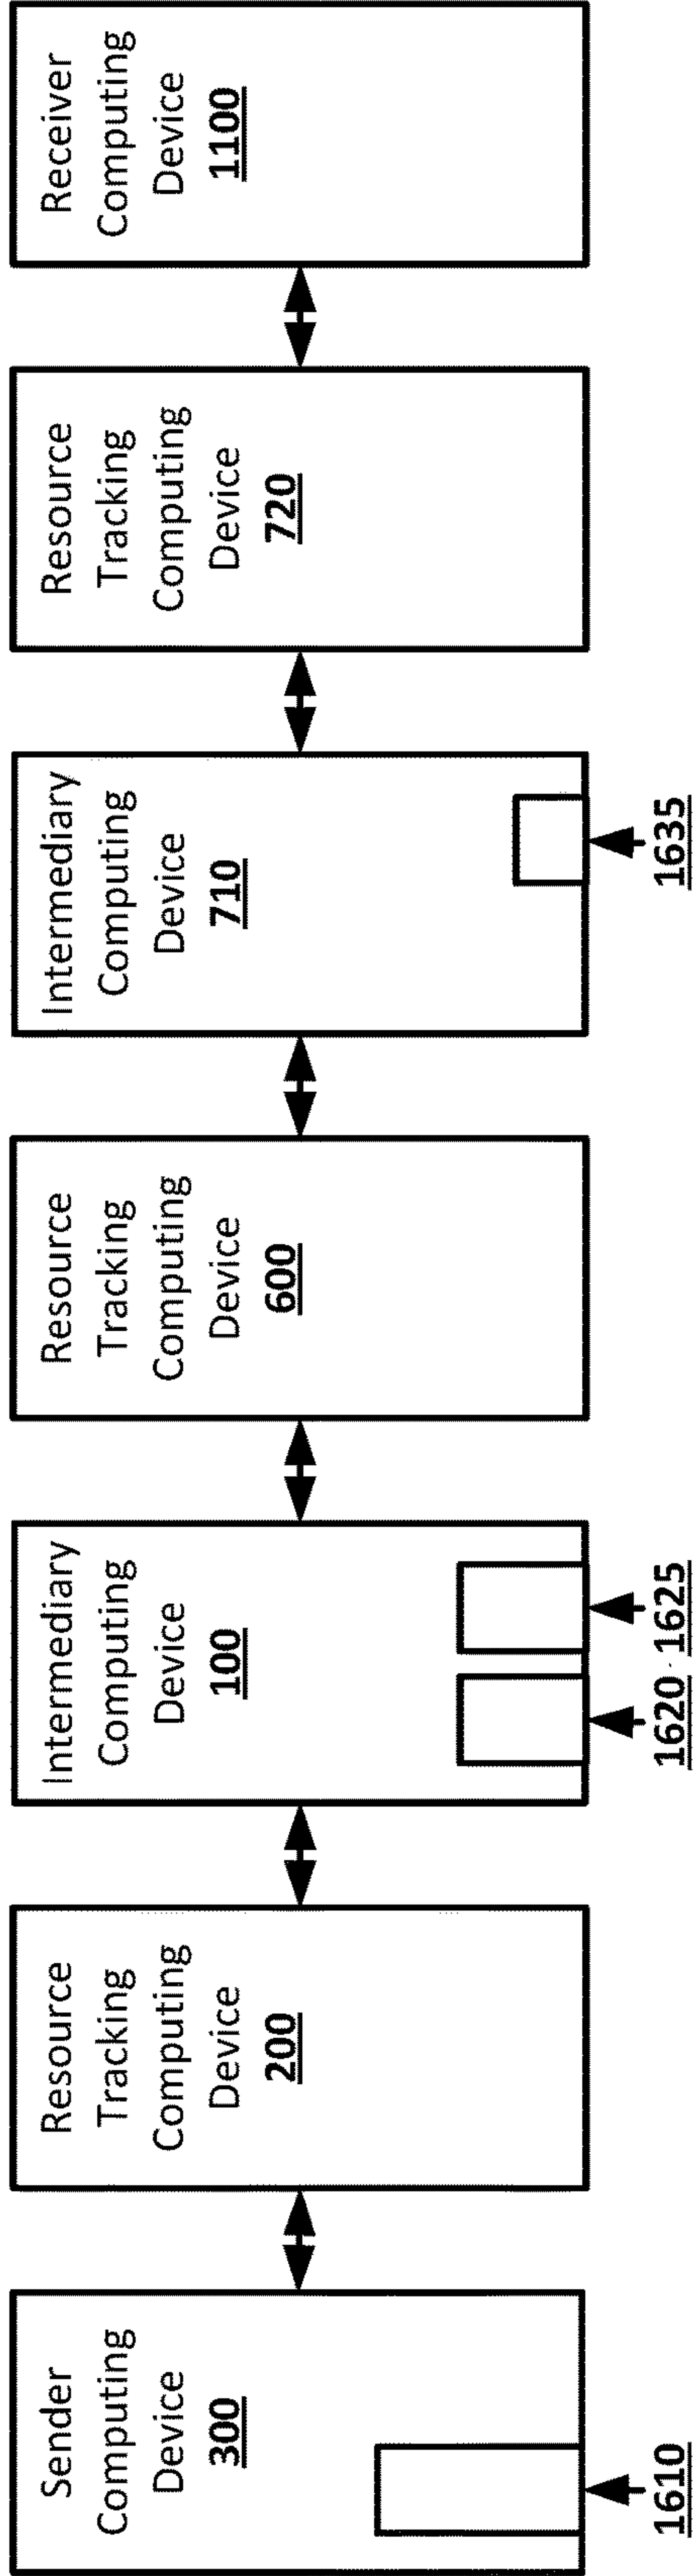 Sender
Computing
Device
300
1610
Resource
Tracking
Computing
Device
200
Intermediary
Computing
Device
100
1620
1625
Resource
Tracking
Computing
Device
600
Intermediary
Computing
Device
710
1635
Resource
Tracking
Computing
Device
720
Receiver
Computing
Device
1100